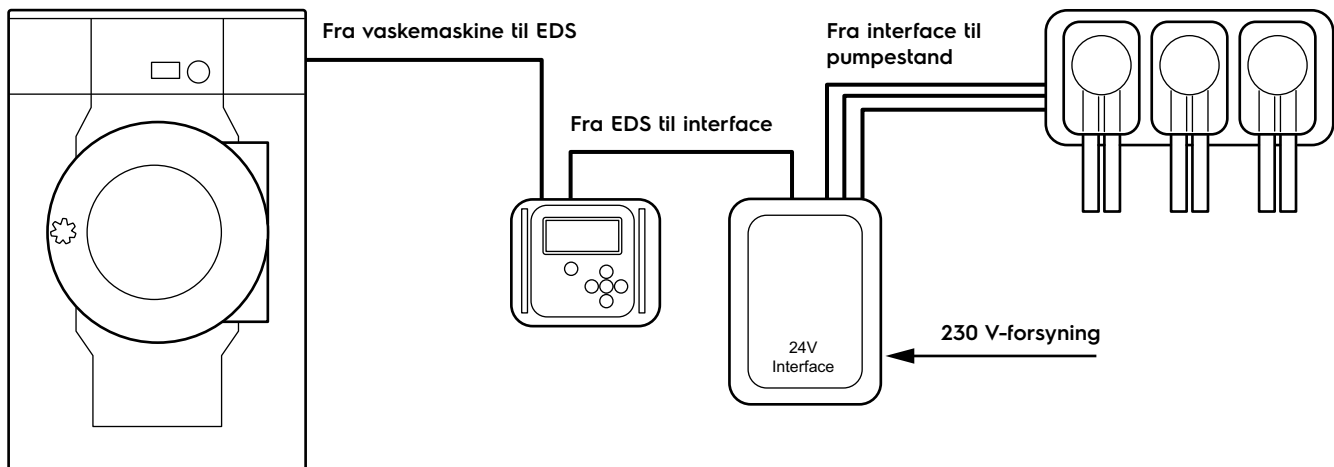 Fra vaskemaskine til EDS
Fra interface til
pumpestand
Fra EDS til interface
230 V-forsyning
24V
Interface